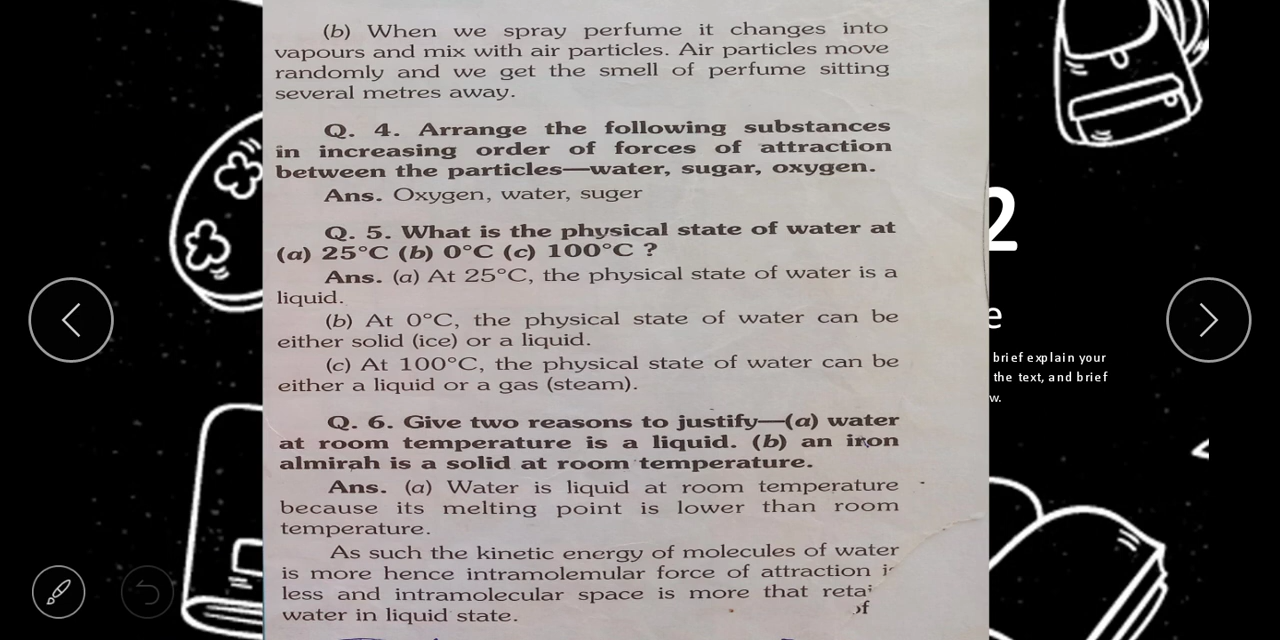 (b) When we spray perfume it changes into
vapours and mix with air particles. Air particles move
randomly and we get the smell of perfume sitting
several metres away.
Q. 4. Arrange the following substances
in increasing order of forces of attraction
between the particles—water, sugar, oxygen.
Ans. Oxygen, water, suger
Q. 5. What is the physical state of water at
(a) 25°C (b) 0°C (c) 100°C ?
Ans. (a) At 25°C, the physical state of water is a
liquid.
(b) At 0°C, the physical state of water can be
either solid (ice) or a liquid.
(c) At 100°C, the physical state of water can be
either a liquid or a gas (steam).
Q. 6. Give two reasons to justify—(a) water
at room temperature is a liquid. (b) an iron
almirah is a solid at room temperature.
Ans. (a) Water is liquid at room temperature
because its melting point is lower than room
temperature.
As such the kinetic energy of molecules of water
is more hence intramolemular force of attraction
less and intramolecular space is more that
water in liquid state.
2
brief explain your
the text, and brief